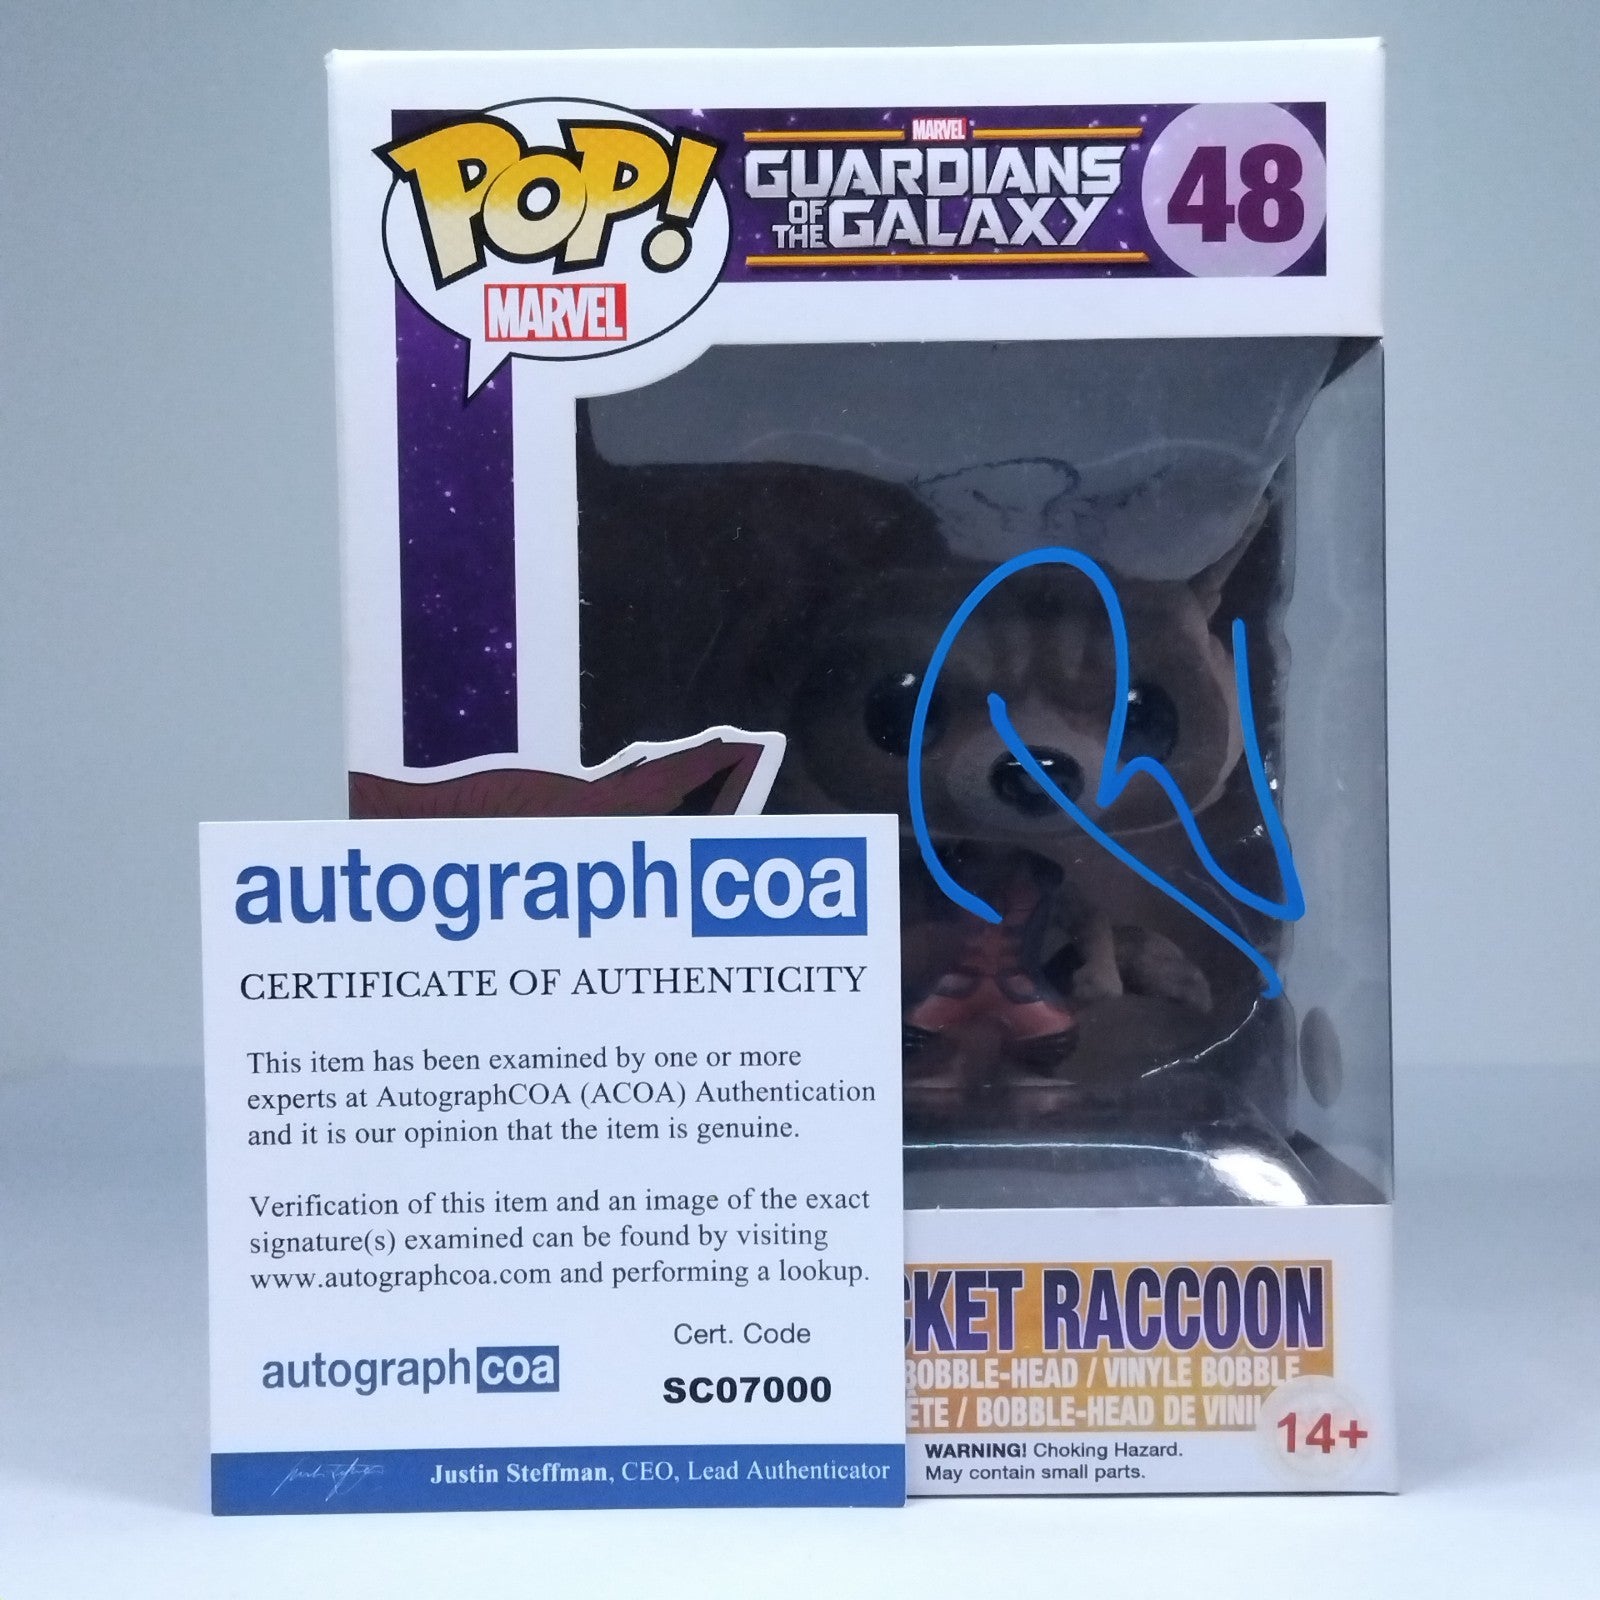 POP!
MARVEL
MARVEL
GUARDIANS
OF THE GALAXY
48
autograph coa
CERTIFICATE OF AUTHENTICITY
This item has been examined by one or more
experts at AutographCOA (ACOA) Authentication
and it is our opinion that the item is genuine.
Verification of this item and an image of the exact
signature(s) examined can be found by visiting
www.autographcoa.com and performing a lookup.
Cert. Code
autograph coa
SC07000
Justin Steffman, CEO, Lead Authenticator
CKET RACCOON
BOBBLE-HEAD / VINYLE BOBBLE
ÊTE / BOBBLE-HEAD DE VINI
14+
WARNING! Choking Hazard.
May contain small parts.